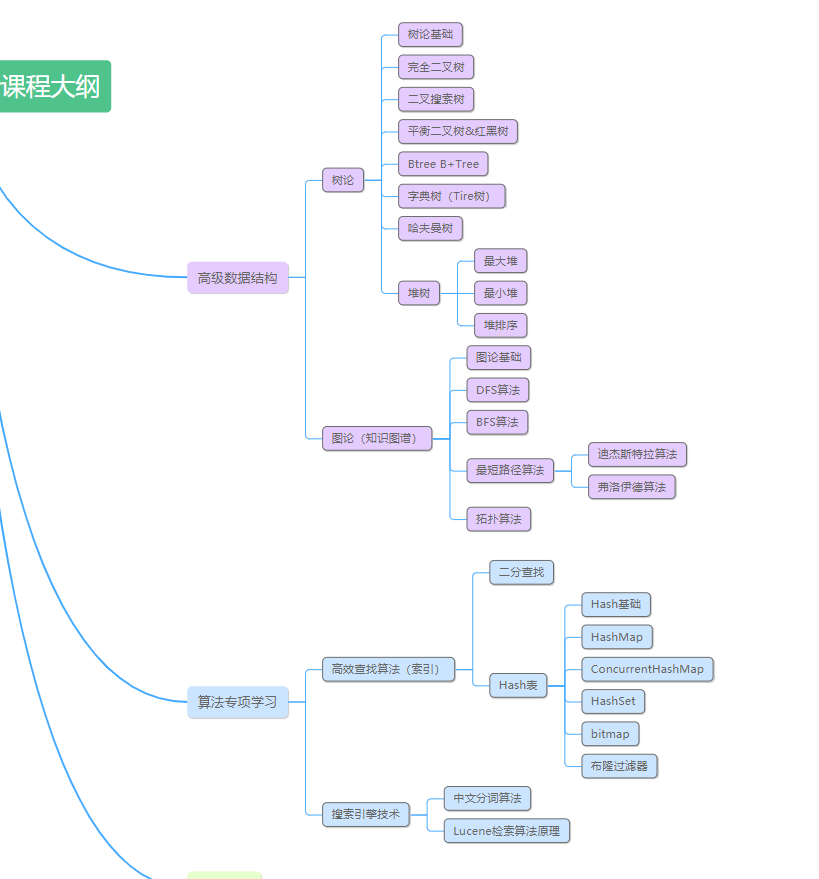 课程大纲
高级数据结构
树论
树论基础
完全二叉树
二叉搜索树
平衡二叉树&红黑树
Btree B+Tree
字典树（Tire树）
哈夫曼树
堆树
最大堆
最小堆
堆排序
图论（知识图谱）
图论基础
DFS算法
BFS算法
最短路径算法
迪杰斯特拉算法
弗洛伊德算法
拓扑算法
算法专项学习
高效查找算法（索引）
二分查找
Hash表
Hash基础
HashMap
ConcurrentHashMap
HashSet
bitmap
布隆过滤器
搜索引擎技术
中文分词算法
Lucene检索算法原理